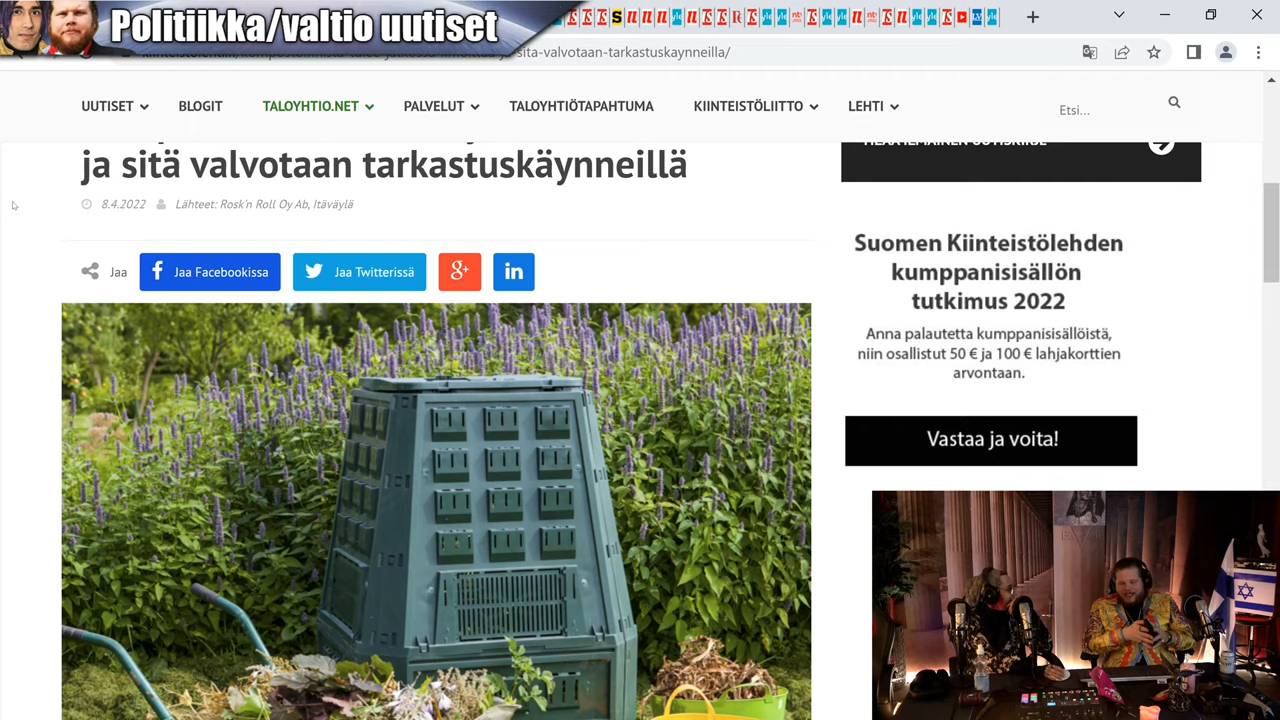 Politiikka/valtio uutiset
sita-valvotaan-tarkastuskaynneilla/
UUTISET
BLOGIT
TALOYHTIO.NET
PALVELUT
TALOYHTIÖTAPAHTUMA
KIINTEISTÖLIITTO
LEHTI
Etsi...
ja sitä valvotaan tarkastuskäynneillä
8.4.2022 Lähteet: Rosk'n Roll Oy Ab, Itäväylä
Jaa
Jaa Facebookissa
Jaa Twitterissä
g+
in
Suomen Kiinteistölehden
kumppanisisällön
tutkimus 2022
Anna palautetta kumppanisisällöistä,
niin osallistut 50 € ja 100 € lahjakorttien
arvontaan.
Vastaa ja voita!